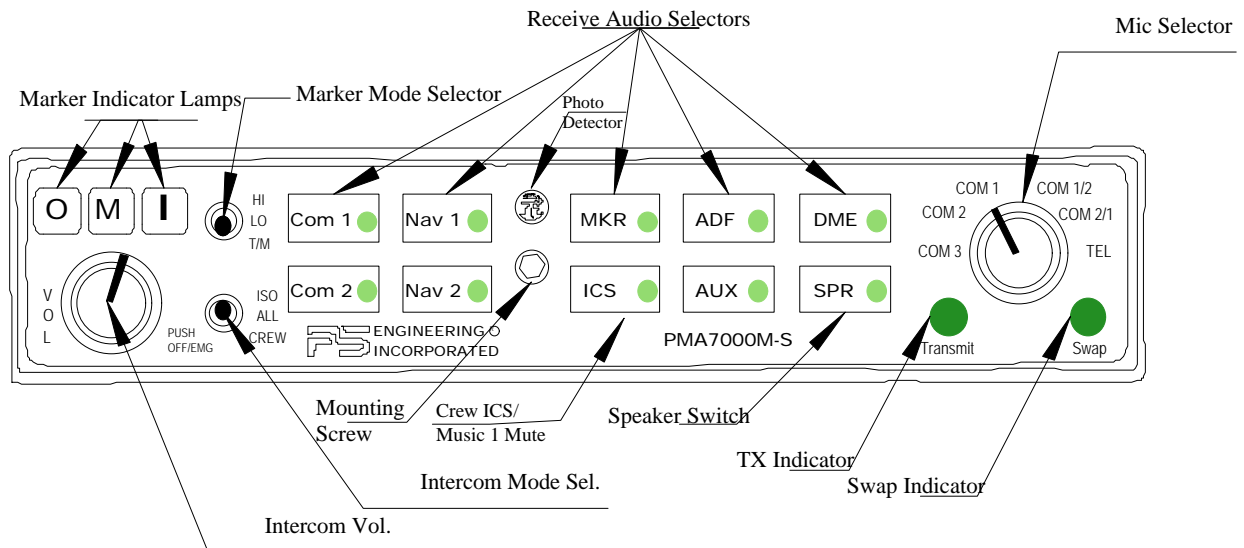 Receive Audio Selectors
Mic Selector
Marker Indicator Lamps
Marker Mode Selector
Photo
Detector
O M I
HI
LO
T/M
Com 1
Nav 1
MKR
ADF
DME
COM 1
COM 1/2
COM 2
COM 2/1
COM 3
TEL
VOL
PUSH
OFF/EMG
ISO
ALL
CREW
Com 2
Nav 2
ICS
AUX
SPR
PS ENGINEERING
INCORPORATED
PMA7000M-S
Transmit
Swap
Mounting
Screw
Crew ICS/
Music 1 Mute
Speaker Switch
TX Indicator
Swap Indicator
Intercom Mode Sel.
Intercom Vol.